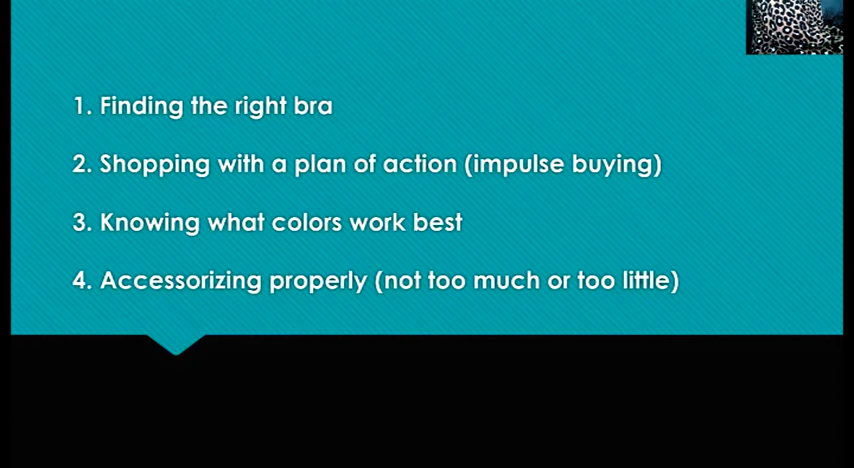 1. Finding the right bra
2. Shopping with a plan of action (impulse buying)
3. Knowing what colors work best
4. Accessorizing properly (not too much or too little)